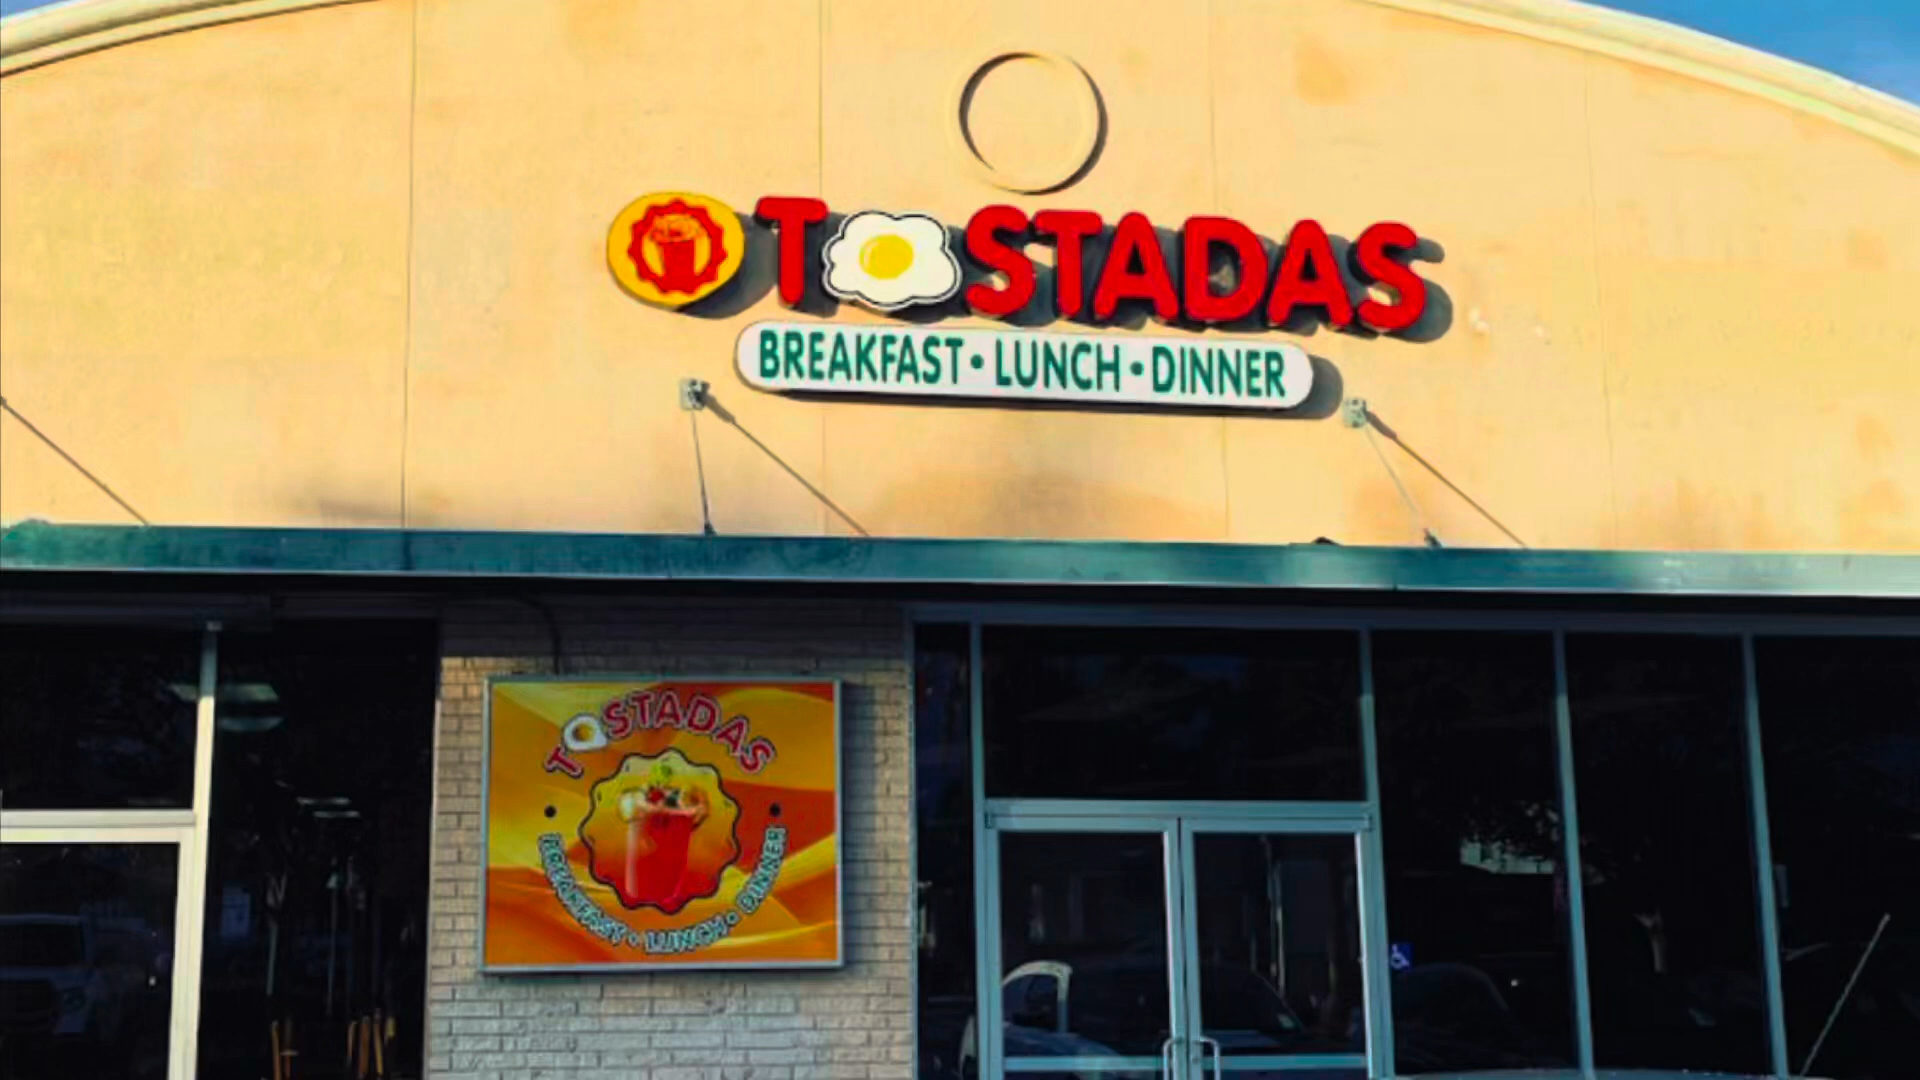 TOSTADAS
BREAKFAST • LUNCH • DINNER
TOSTADAS
BREAKFAST • LUNCH • DINNER